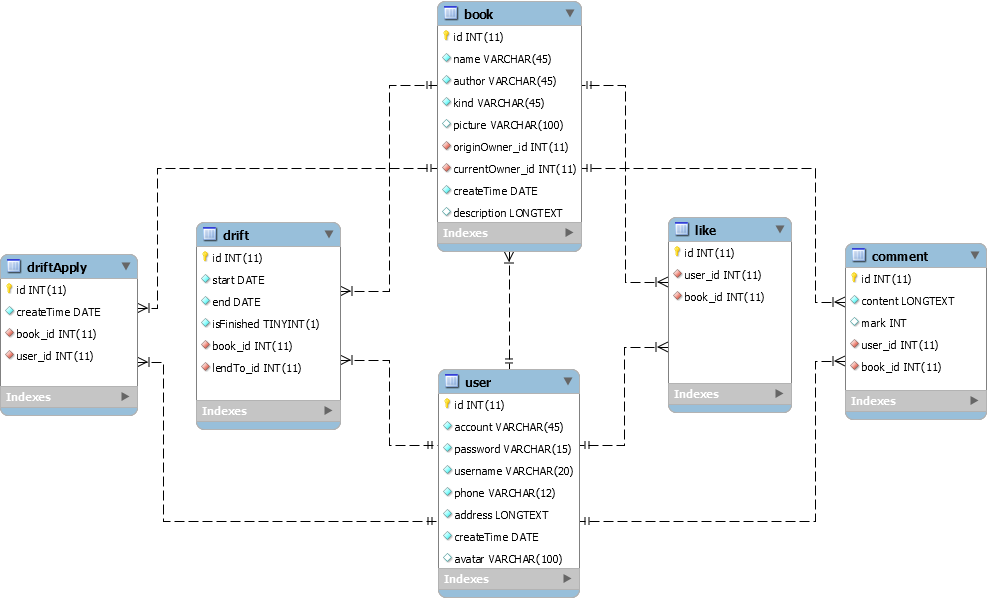 book
id INT(11)
name VARCHAR(45)
author VARCHAR(45)
kind VARCHAR(45)
picture VARCHAR(100)
originOwner_id INT(11)
currentOwner_id INT(11)
createTime DATE
description LONGTEXT
Indexes
driftApply
id INT(11)
createTime DATE
book_id INT(11)
user_id INT(11)
Indexes
drift
id INT(11)
start DATE
end DATE
isFinished TINYINT(1)
book_id INT(11)
lendTo_id INT(11)
Indexes
like
id INT(11)
user_id INT(11)
book_id INT(11)
Indexes
comment
id INT(11)
content LONGTEXT
mark INT
user_id INT(11)
book_id INT(11)
Indexes
user
id INT(11)
account VARCHAR(45)
password VARCHAR(15)
username VARCHAR(20)
phone VARCHAR(12)
address LONGTEXT
createTime DATE
avatar VARCHAR(100)
Indexes